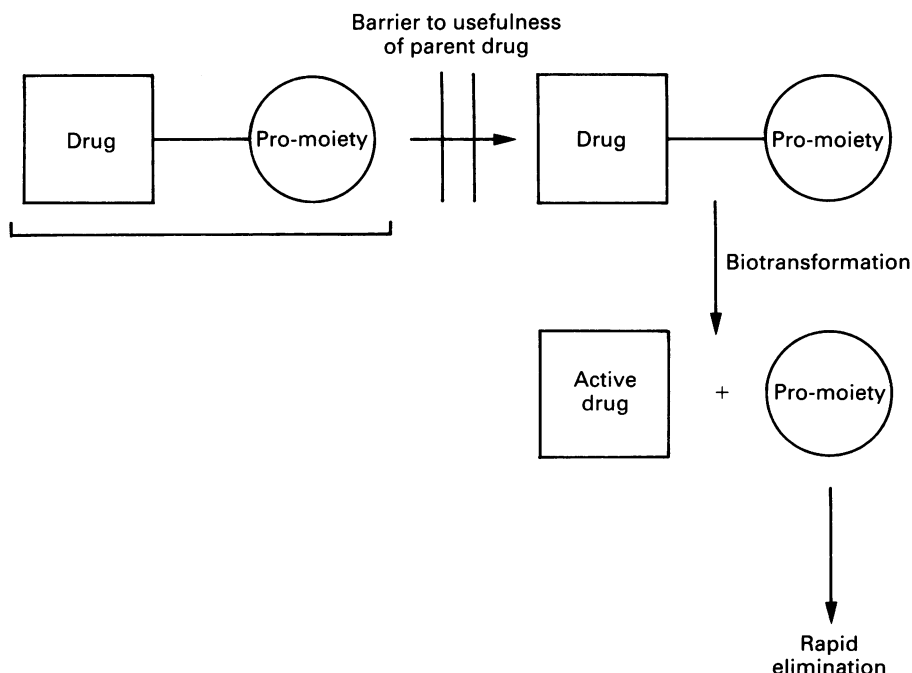 Barrier to usefulness
of parent drug
Drug
Pro-moiety
Drug
Pro-moiety
Biotransformation
Active
drug
+
Pro-moiety
Rapid
elimination